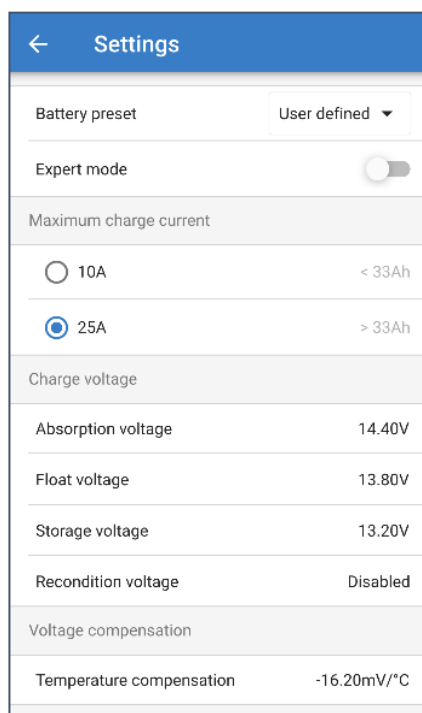 Settings
Battery preset User defined
Expert mode
Maximum charge current
10A < 33Ah
25A > 33Ah
Charge voltage
Absorption voltage 14.40V
Float voltage 13.80V
Storage voltage 13.20V
Recondition voltage Disabled
Voltage compensation
Temperature compensation -16.20mV/°C